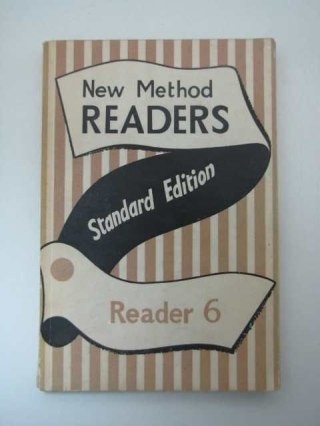 New Method
READERS
Standard Edition
Reader 6